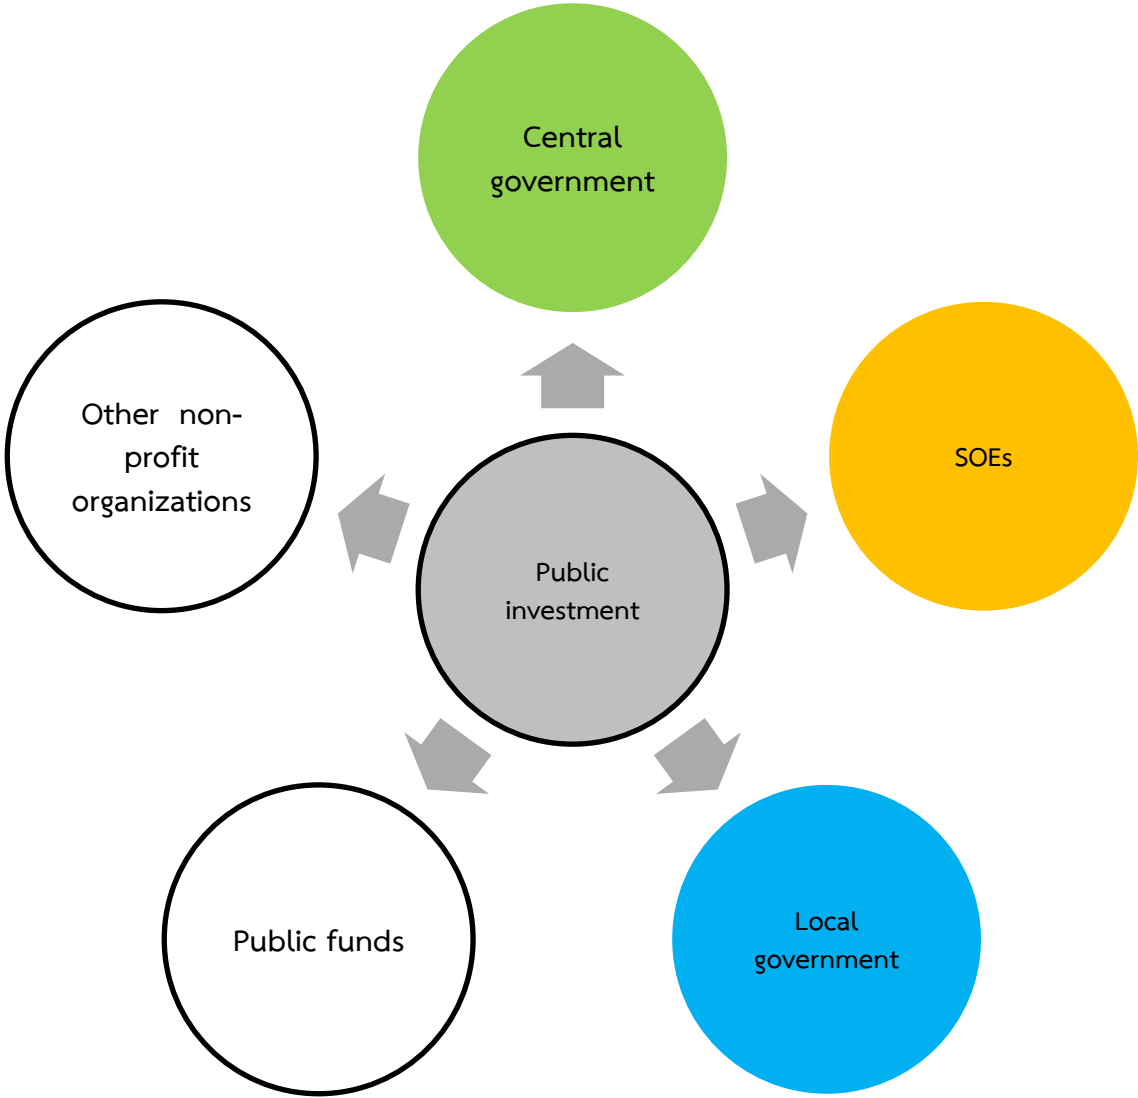 Central
government
Other non-
profit
organizations
SOEs
Public
investment
Public funds
Local
government